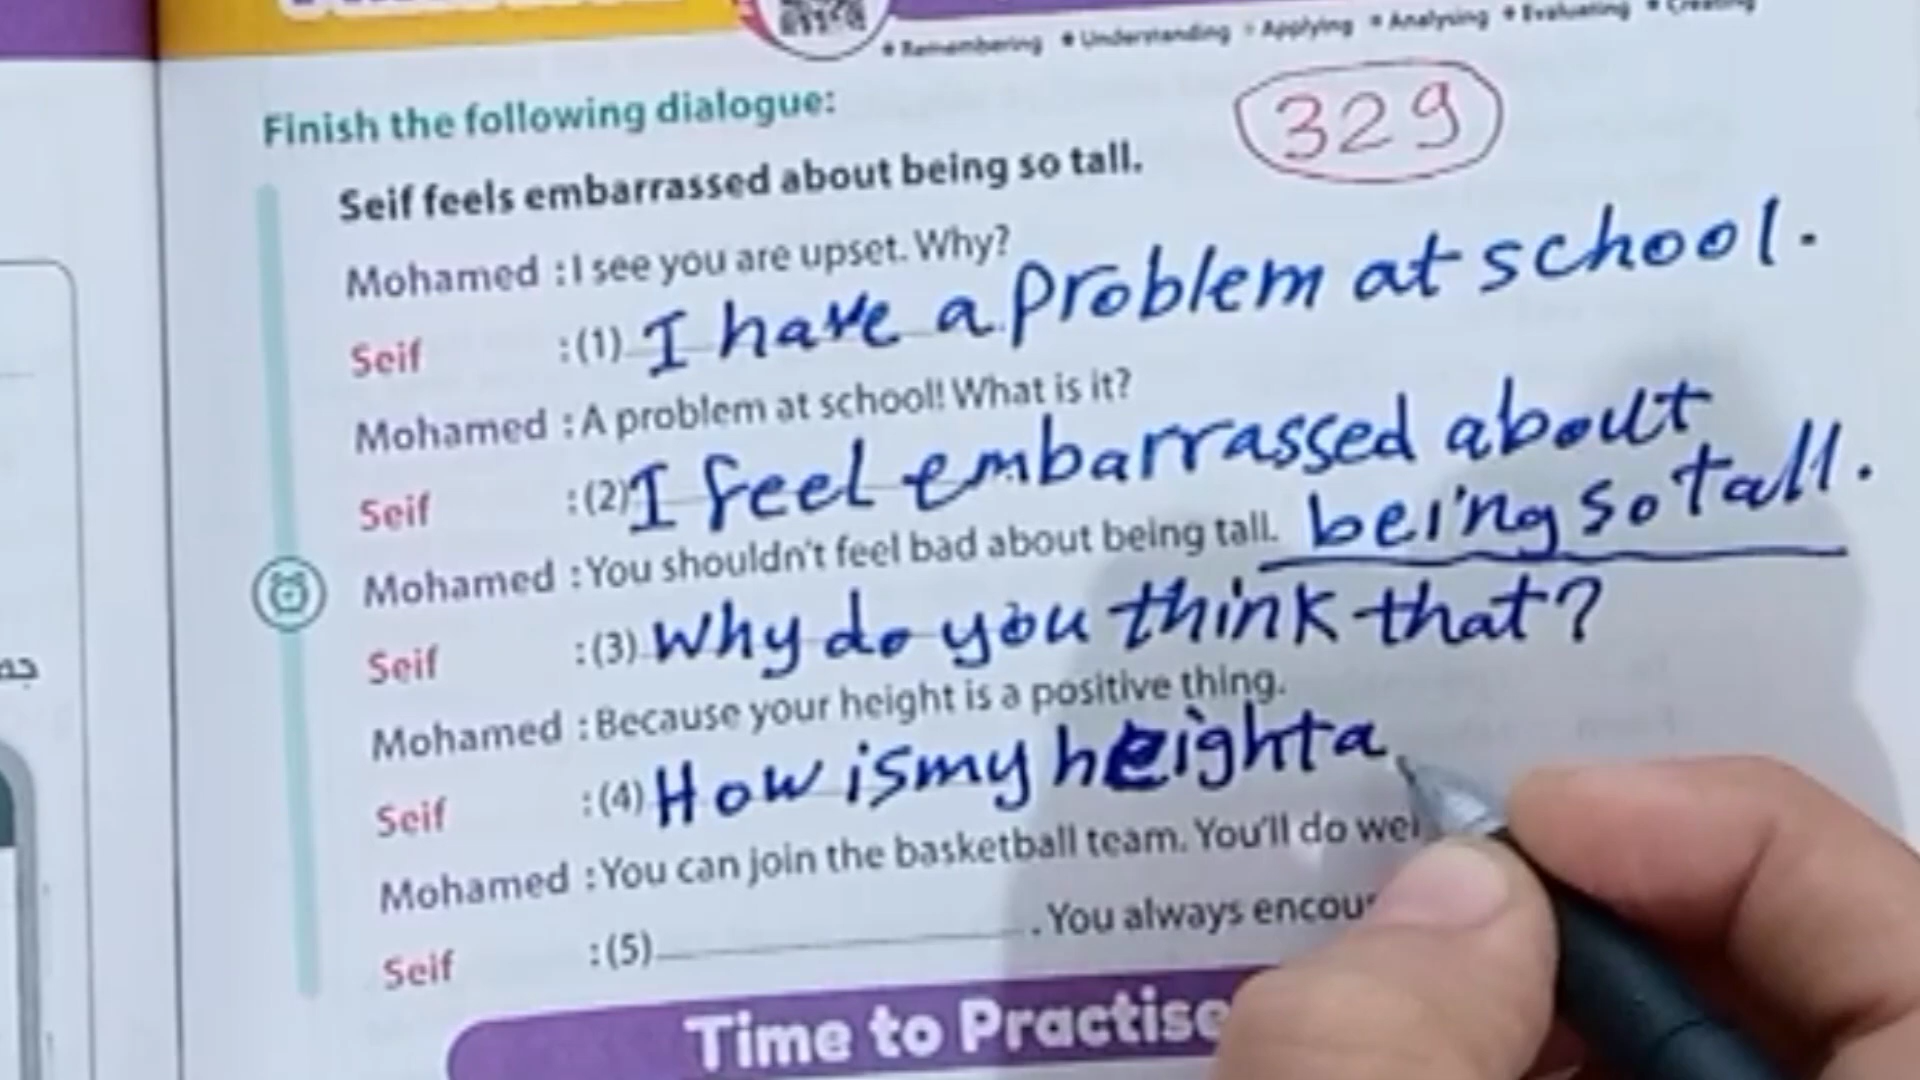 • Remembering • Understanding • Applying • Analysing • Evaluating • Creating
Finish the following dialogue:
329
Seif feels embarrassed about being so tall.
Mohamed : I see you are upset. Why?
Seif : (1) I have a problem at school.
Mohamed : A problem at school! What is it?
Seif : (2) I feel embarrassed about
being so tall.
Mohamed : You shouldn't feel bad about being tall.
Seif : (3) Why do you think that?
Mohamed : Because your height is a positive thing.
Seif : (4) How is my height a
Mohamed : You can join the basketball team. You'll do
Seif : (5) . You always
Time to Practise